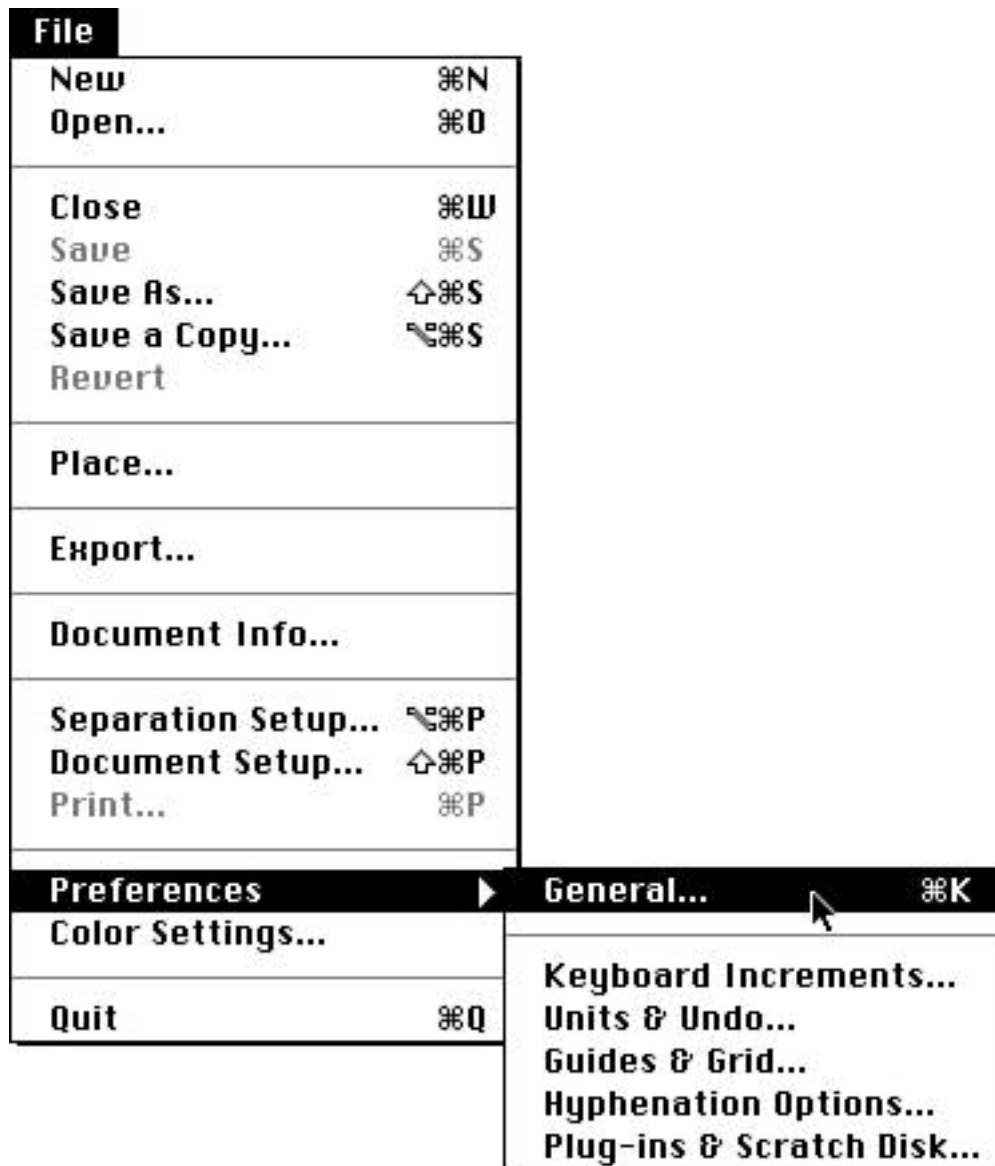 File
New ⌘N
Open... ⌘O
Close ⌘W
Save ⌘S
Save As... ⇧⌘S
Save a Copy... ⌥⌘S
Revert
Place...
Export...
Document Info...
Separation Setup... ⌥⌘P
Document Setup... ⇧⌘P
Print... ⌘P
Preferences ▶
General... ⌘K
Color Settings...
Quit ⌘Q
Keyboard Increments...
Units & Undo...
Guides & Grid...
Hyphenation Options...
Plug-ins & Scratch Disk...